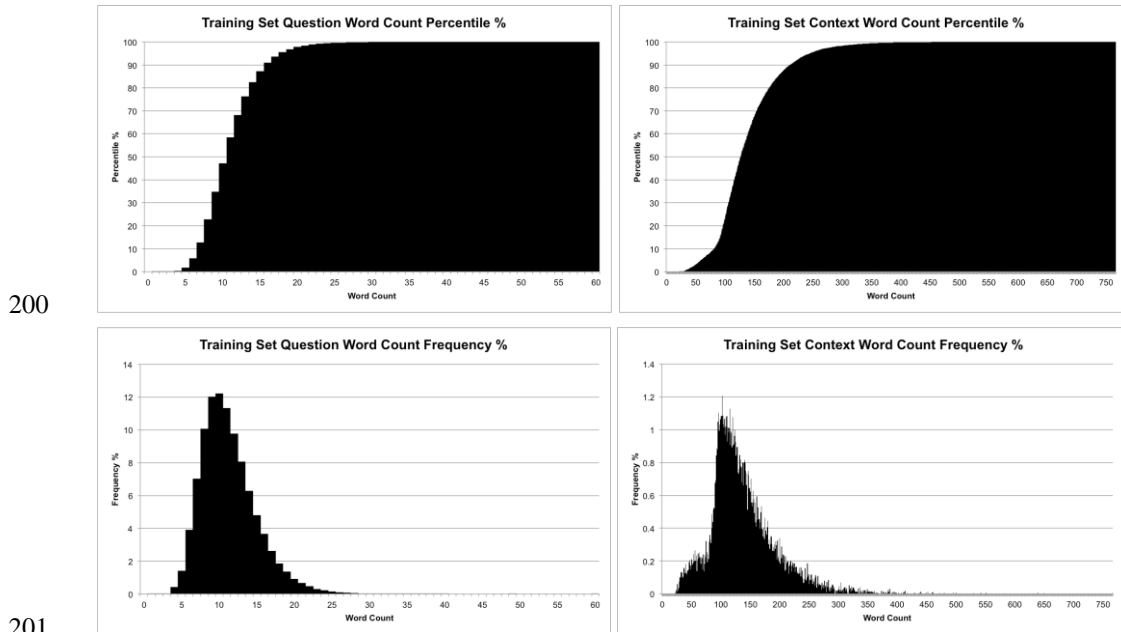 Training Set Question Word Count Percentile %
100
90
80
70
60
50
40
30
20
10
0
Percentile %
0 5 10 15 20 25 30 35 40 45 50 55 60
Word Count
Training Set Context Word Count Percentile %
100
90
80
70
60
50
40
30
20
10
0
Percentile %
0 50 100 150 200 250 300 350 400 450 500 550 600 650 700 750
Word Count
200
Training Set Question Word Count Frequency %
14
12
10
8
6
4
2
0
Frequency %
0 5 10 15 20 25 30 35 40 45 50 55 60
Word Count
Training Set Context Word Count Frequency %
1.4
1.2
1
0.8
0.6
0.4
0.2
0
Frequency %
0 50 100 150 200 250 300 350 400 450 500 550 600 650 700 750
Word Count
201